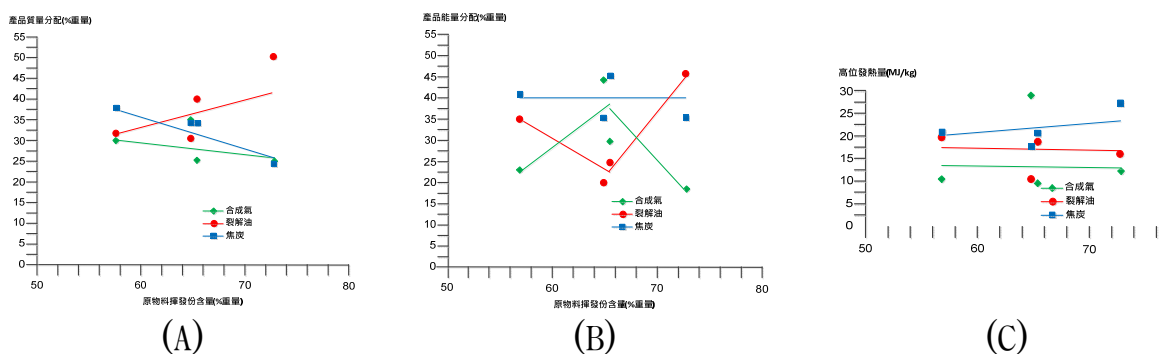 產品質量分配(%重量)
55
50
45
40
35
30
25
20
15
10
5
0
合成氣
裂解油
焦炭
50
60
70
80
原物料揮發份含量(%重量)
(A)
產品能量分配(%重量)
55
50
45
40
35
30
25
20
15
10
5
0
合成氣
裂解油
焦炭
50
60
70
80
原物料揮發份含量(%重量)
(B)
高位發熱量(MJ/kg)
30
25
20
15
10
5
0
合成氣
裂解油
焦炭
50
60
70
(C)